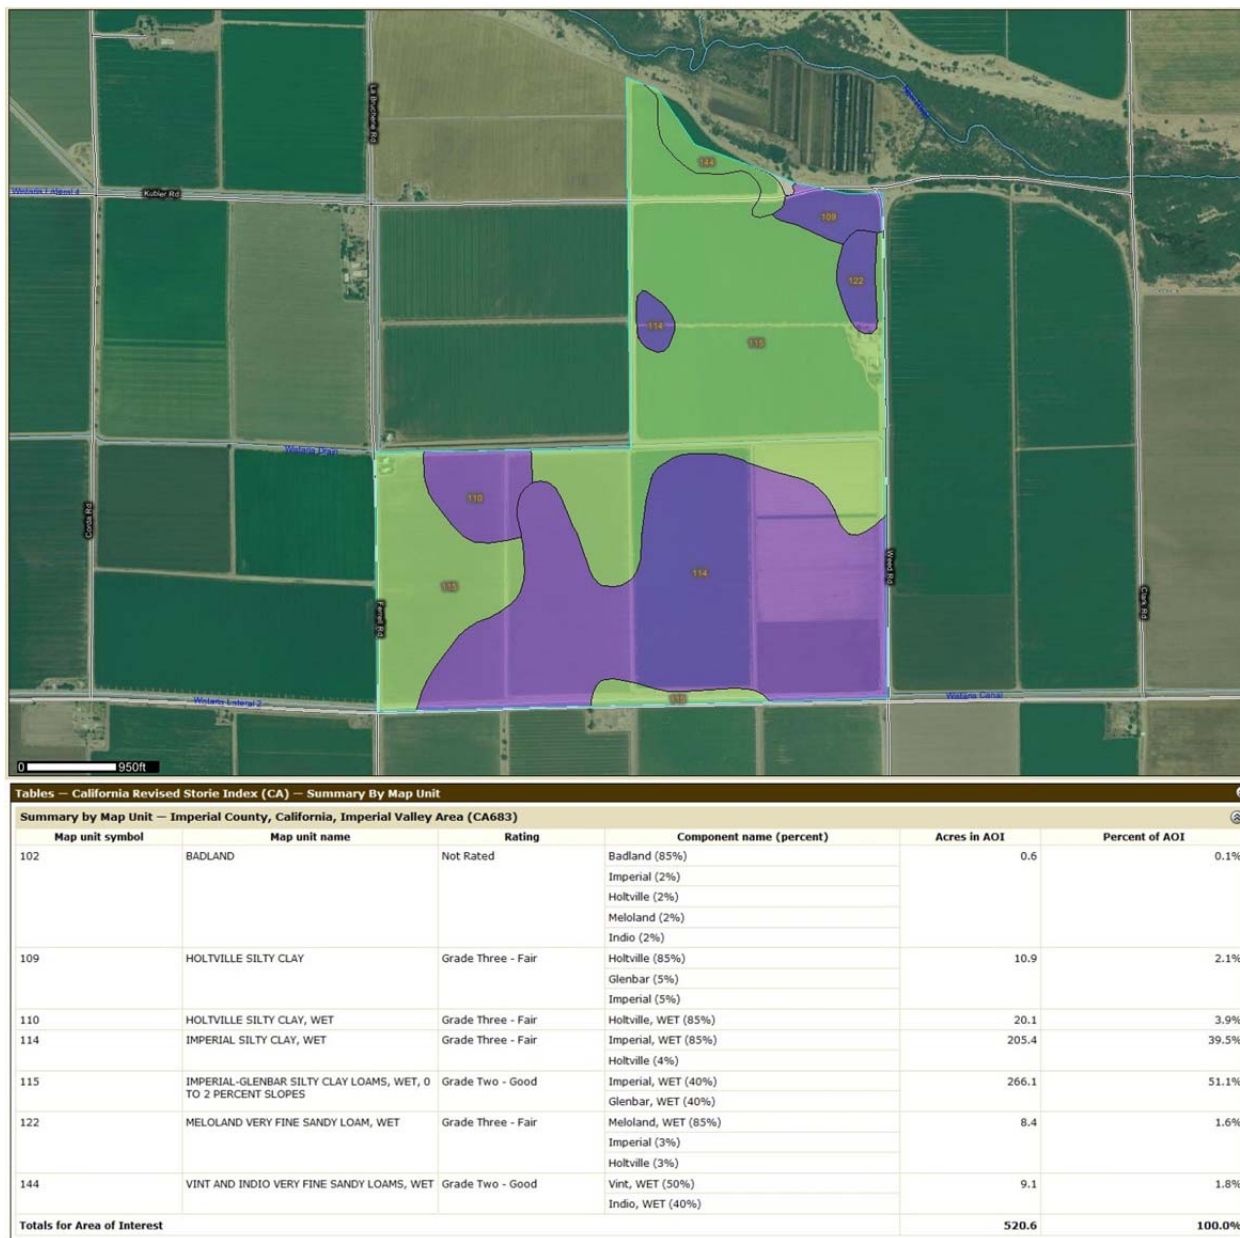 La Brucherie Rd
Kubler Rd
Wistaria Lateral 4
144
109
122
114
115
Wistaria Drain
110
Corda Rd
114
115
Weed Rd
Clark Rd
Ferrell Rd
115
Wistaria Lateral 2
Wistaria Canal
0 950ft
Tables — California Revised Storie Index (CA) — Summary By Map Unit
Summary by Map Unit — Imperial County, California, Imperial Valley Area (CA683)
Map unit symbol Map unit name Rating Component name (percent) Acres in AOI Percent of AOI
102 BADLAND Not Rated Badland (85%) 0.6 0.1%
Imperial (2%)
Holtville (2%)
Meloland (2%)
Indio (2%)
109 HOLTVILLE SILTY CLAY Grade Three - Fair Holtville (85%) 10.9 2.1%
Glenbar (5%)
Imperial (5%)
110 HOLTVILLE SILTY CLAY, WET Grade Three - Fair Holtville, WET (85%) 20.1 3.9%
114 IMPERIAL SILTY CLAY, WET Grade Three - Fair Imperial, WET (85%) 205.4 39.5%
Holtville (4%)
115 IMPERIAL-GLENBAR SILTY CLAY LOAMS, WET, 0 Grade Two - Good Imperial, WET (40%) 266.1 51.1%
TO 2 PERCENT SLOPES Glenbar, WET (40%)
122 MELOLAND VERY FINE SANDY LOAM, WET Grade Three - Fair Meloland, WET (85%) 8.4 1.6%
Imperial (3%)
Holtville (3%)
144 VINT AND INDIO VERY FINE SANDY LOAMS, WET Grade Two - Good Vint, WET (50%) 9.1 1.8%
Indio, WET (40%)
Totals for Area of Interest 520.6 100.0%